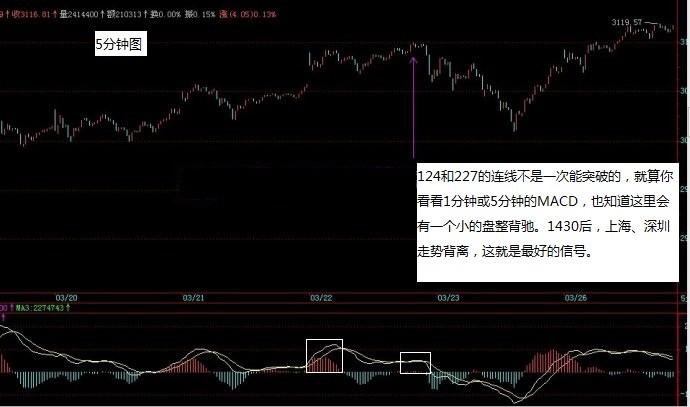 9↑收3116.81↑量2414400↑额210313↑换0.00% 振0.15% 涨(4.05)0.13%
3119.57
5分钟图
124和227的连线不是一次能突破的，就算你
看看1分钟或5分钟的MACD，也知道这里会
有一个小的盘整背驰。1430后，上海、深圳
走势背离，这就是最好的信号。
03/20 03/21 03/22 03/23 03/26
00↑MA3:2274743↑